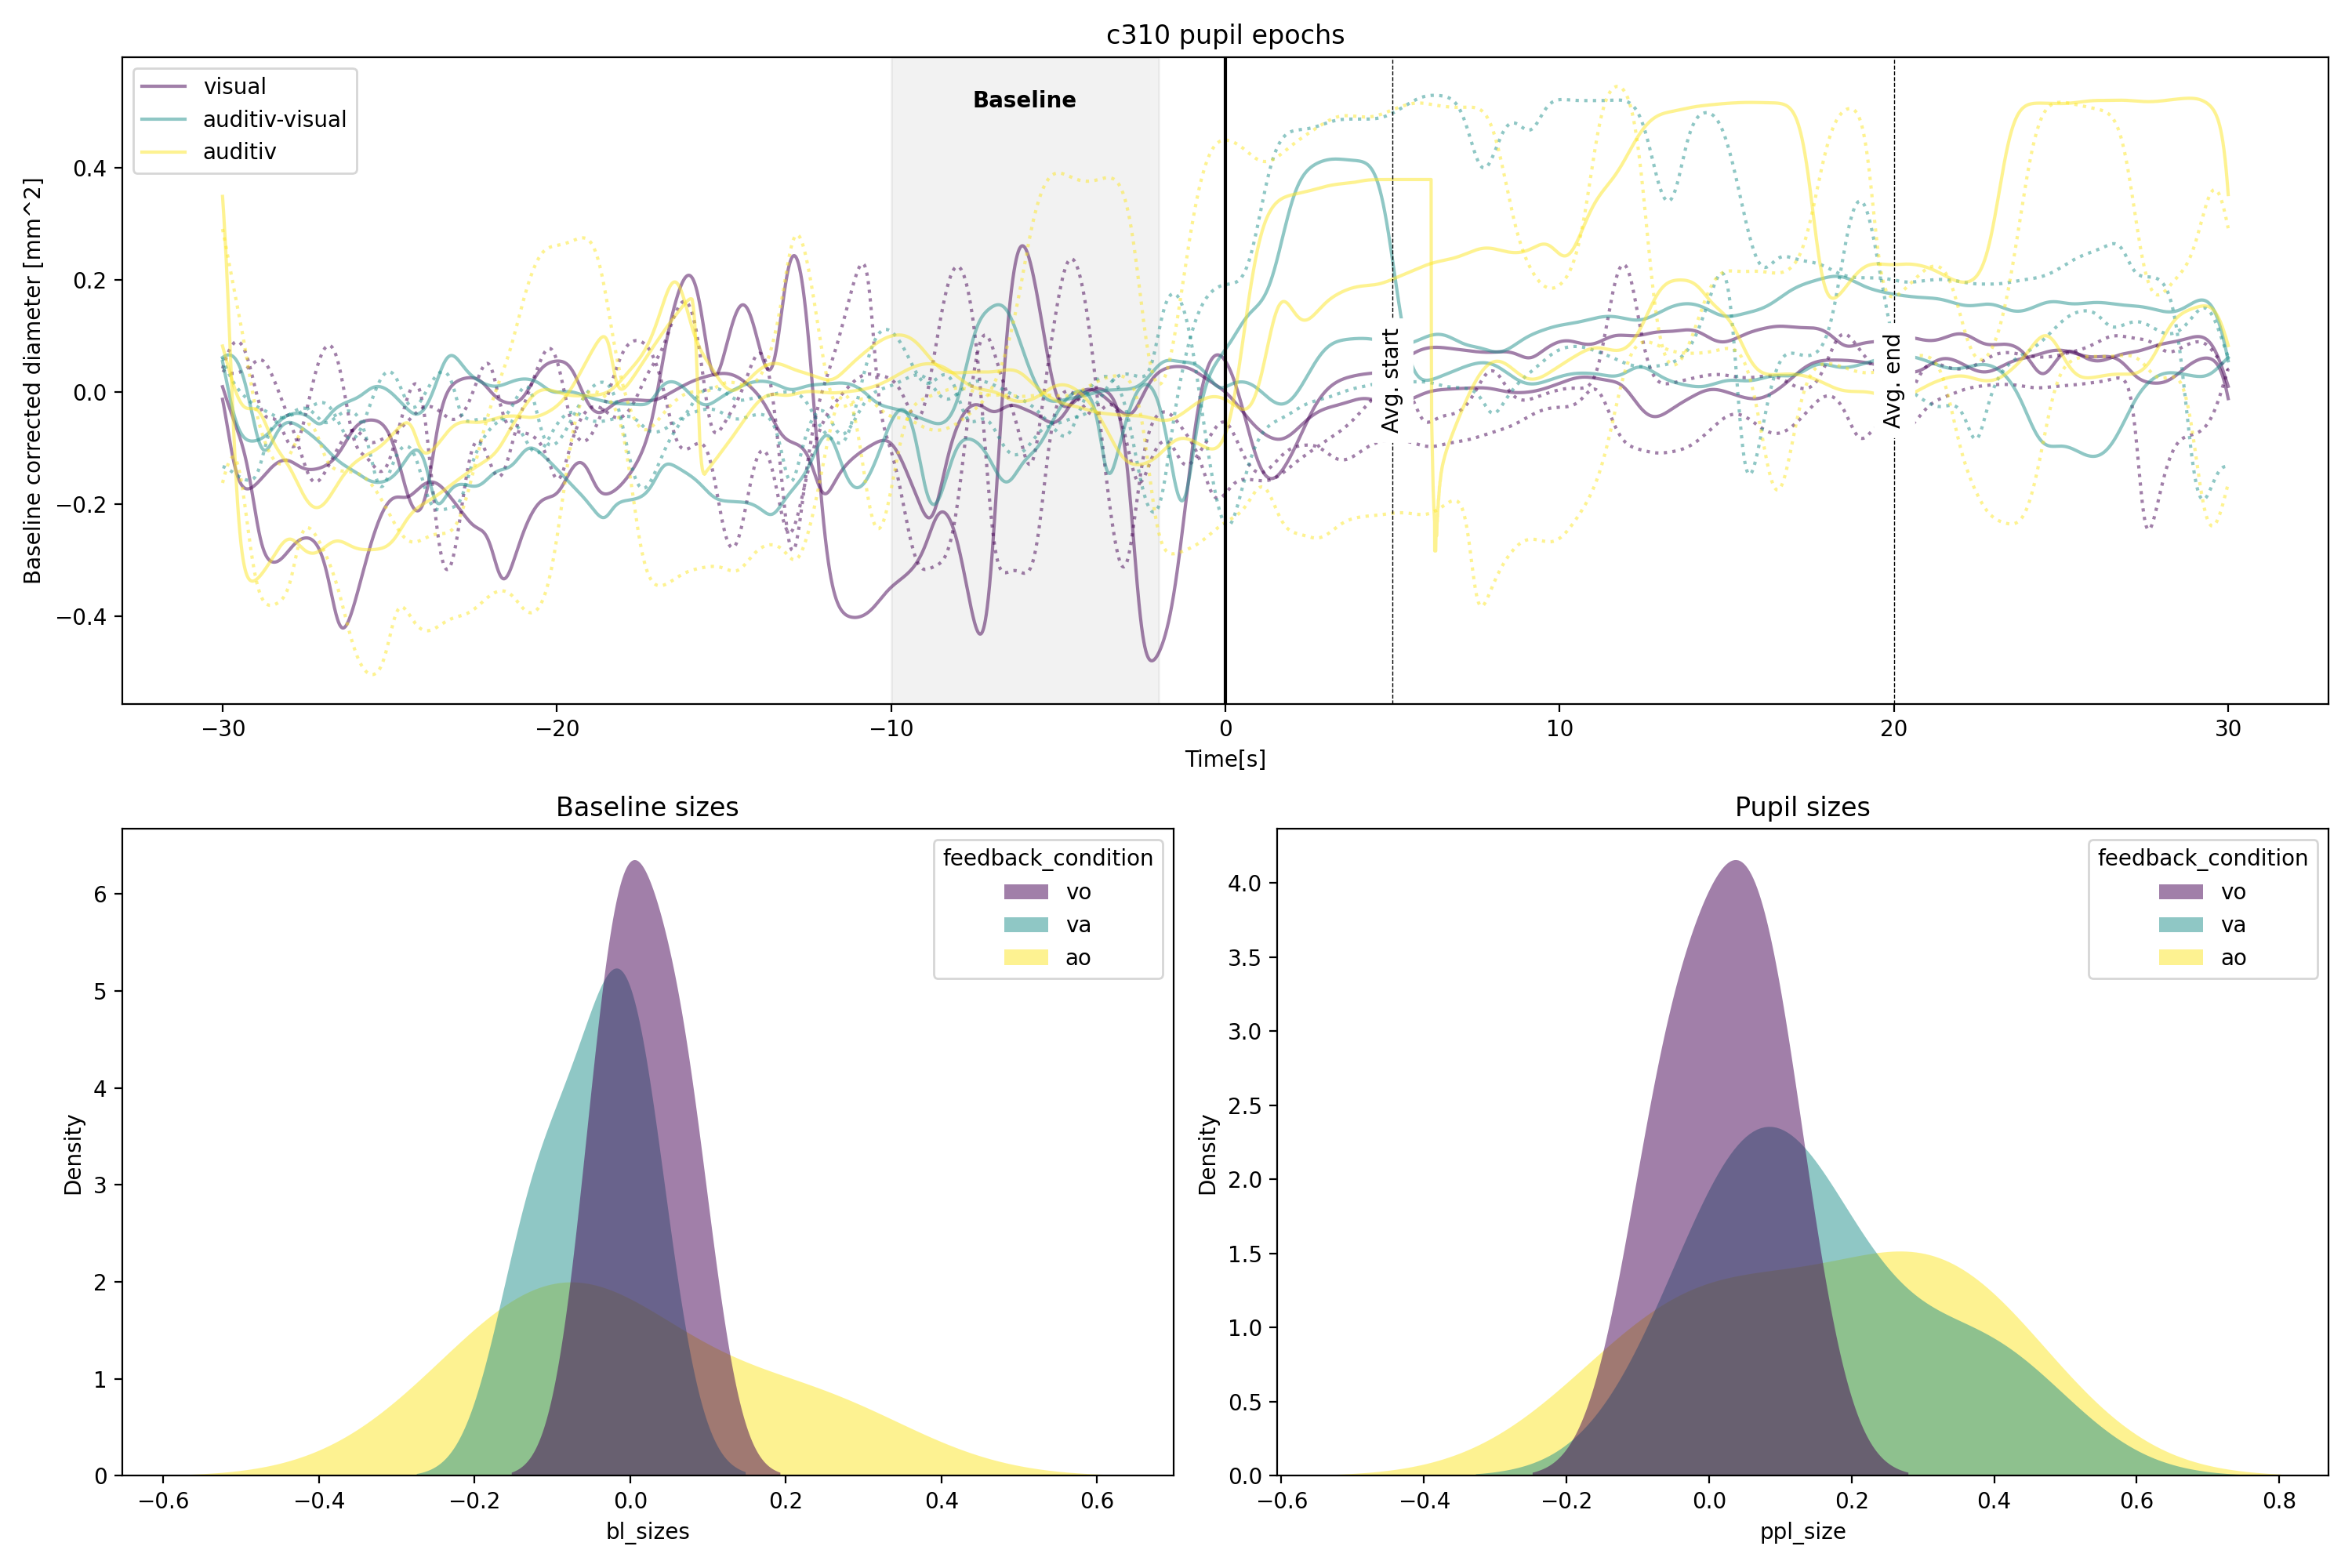 c310 pupil epochs
visual
auditiv-visual
auditiv
Baseline
Baseline corrected diameter [mm^2]
0.4
0.2
0.0
−0.2
−0.4
Avg. start
Avg. end
−30
−20
−10
0
10
20
30
Time[s]
Baseline sizes
feedback_condition
vo
va
ao
Density
6
5
4
3
2
1
0
−0.6
−0.4
−0.2
0.0
0.2
0.4
0.6
bl_sizes
Pupil sizes
feedback_condition
vo
va
ao
Density
4.0
3.5
3.0
2.5
2.0
1.5
1.0
0.5
0.0
−0.6
−0.4
−0.2
0.0
0.2
0.4
0.6
0.8
ppl_size